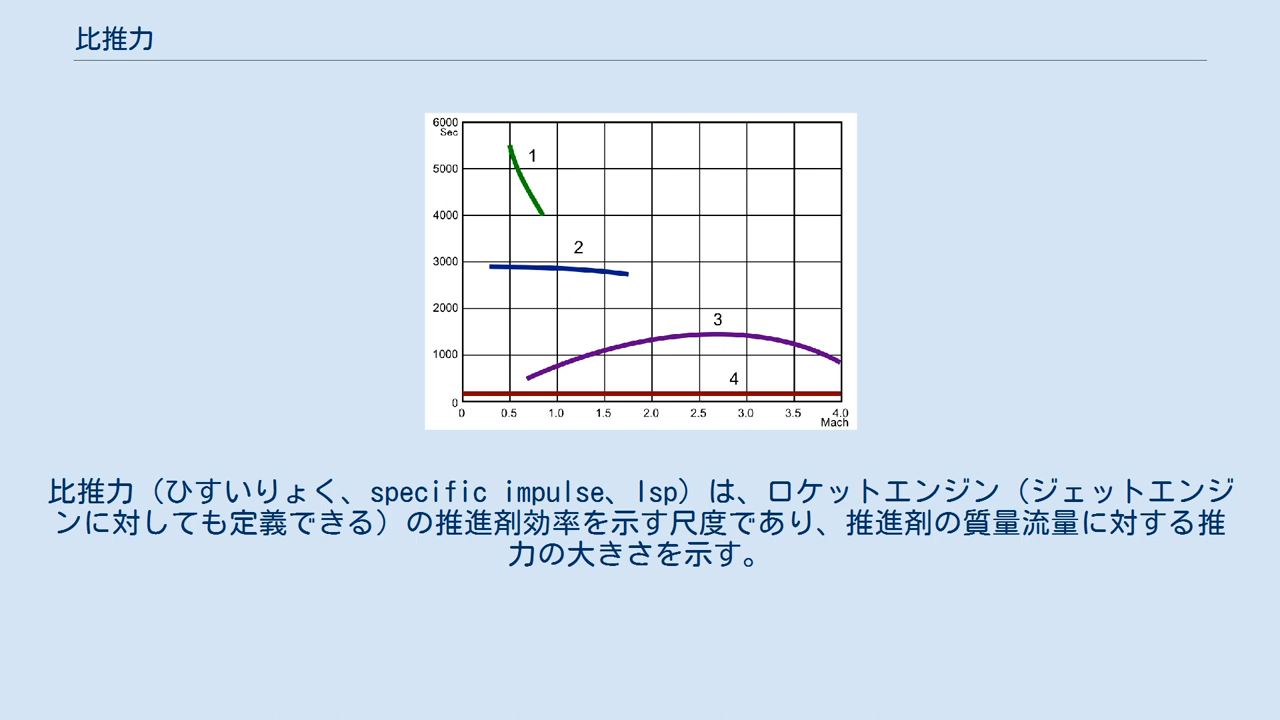 比推力
6000
Sec
5000
4000
3000
2000
1000
0
1
2
3
4
0 0.5 1.0 1.5 2.0 2.5 3.0 3.5 4.0
Mach
比推力（ひすいりょく、specific impulse、Isp）は、ロケットエンジン（ジェットエンジ
ンに対しても定義できる）の推進剤効率を示す尺度であり、推進剤の質量流量に対する推
力の大きさを示す。